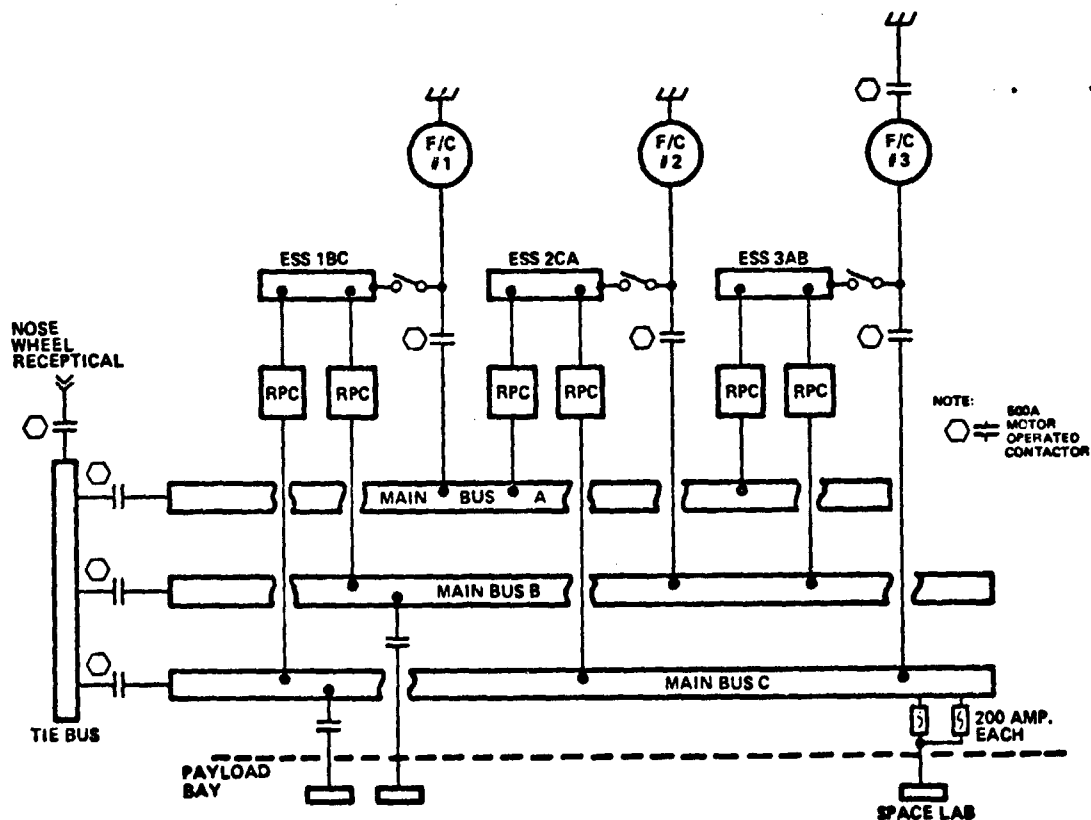 F/C
#1
F/C
#2
F/C
#3
ESS 1BC
ESS 2CA
ESS 3AB
NOSE
WHEEL
RECEPTICAL
RPC
RPC
RPC
RPC
RPC
RPC
NOTE:
500A
MOTOR
OPERATED
CONTACTOR
MAIN BUS A
MAIN BUS B
MAIN BUS C
TIE BUS
200 AMP.
EACH
PAYLOAD
BAY
SPACE LAB